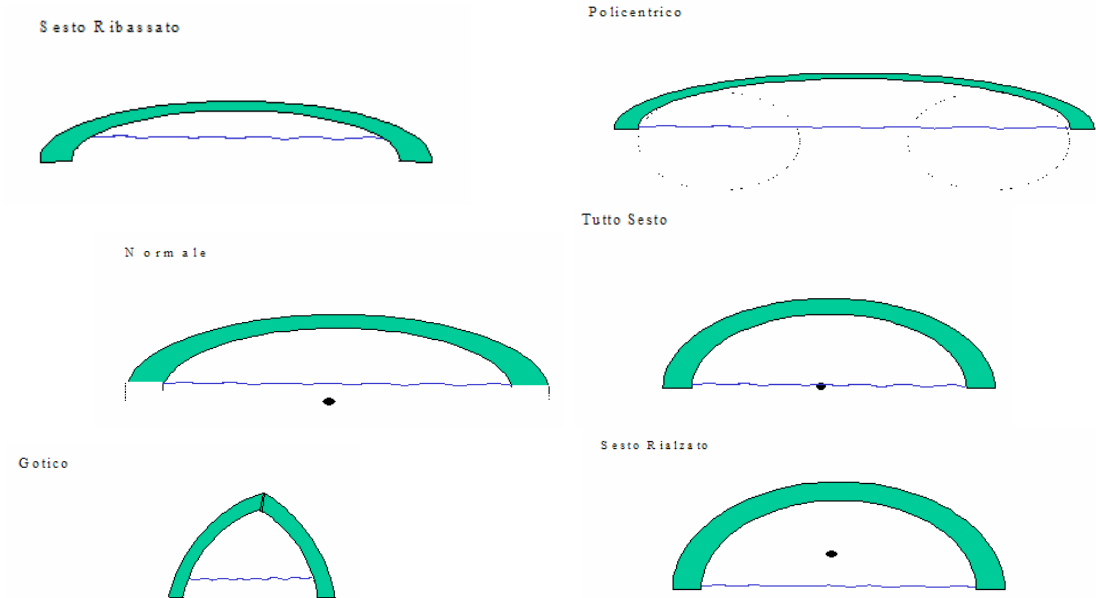 Sesto Ribassato
Policentrico
Normale
Tutto Sesto
Gotico
Sesto Rialzato